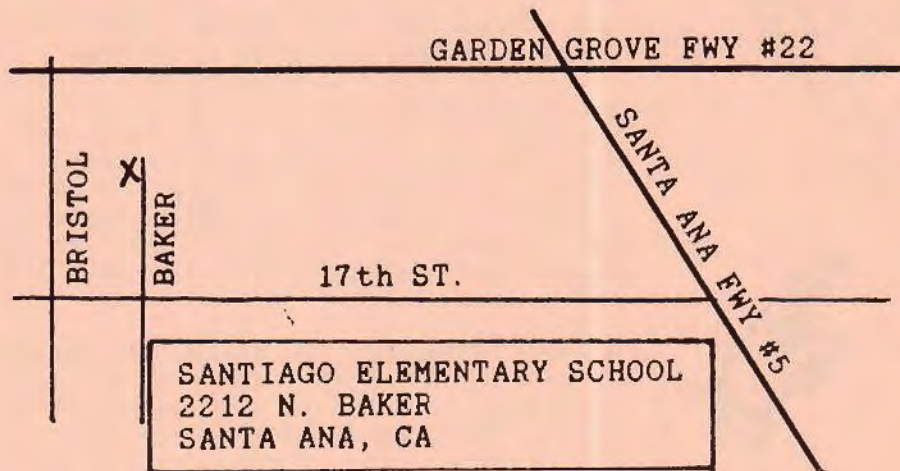 GARDEN GROVE FWY #22
SANTA ANA FWY #5
BRISTOL
X
BAKER
17th ST.
SANTIAGO ELEMENTARY SCHOOL
2212 N. BAKER
SANTA ANA, CA